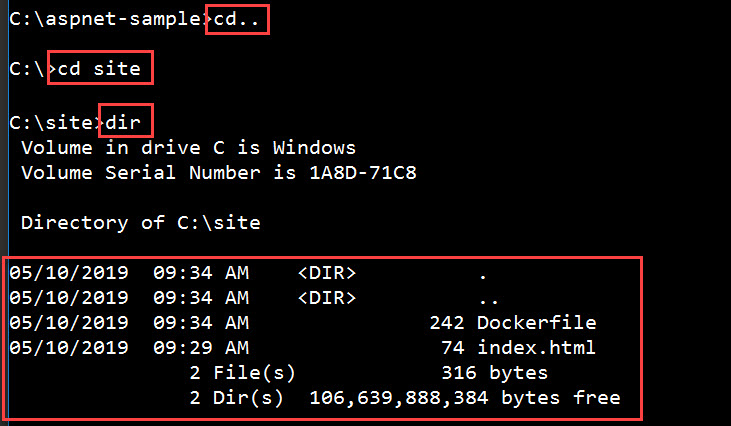 C:\aspnet-sample>cd..
C:\>cd site
C:\site>dir
Volume in drive C is Windows
Volume Serial Number is 1A8D-71C8
Directory of C:\site
05/10/2019  09:34 AM    <DIR>          .
05/10/2019  09:34 AM    <DIR>          ..
05/10/2019  09:34 AM               242 Dockerfile
05/10/2019  09:29 AM                74 index.html
2 File(s)            316 bytes
2 Dir(s)  106,639,888,384 bytes free